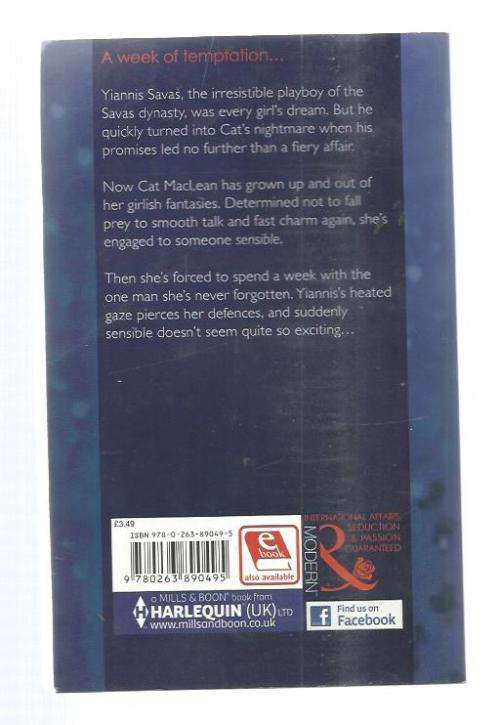 A week of temptation...
Yiannis Savas, the irresistible playboy of the
Savas dynasty, was every girl's dream. But he
quickly turned into Cat's nightmare when his
promises led no further than a fiery affair.
Now Cat MacLean has grown up and out of
her girlish fantasies. Determined not to fall
prey to smooth talk and fast charm again, she's
engaged to someone sensible.
Then she's forced to spend a week with the
one man she's never forgotten. Yiannis's heated
gaze pierces her defences, and suddenly
sensible doesn't seem quite so exciting...
£3.49
ISBN 978-0-263-89049-5
9 780263 890495
e
book
also available
INTERNATIONAL AFFAIRS,
SEDUCTION
& PASSION
GUARANTEED
MODERN
R
a MILLS & BOON® book from
HARLEQUIN (UK) LTD
www.millsandboon.co.uk
f
Find us on
Facebook